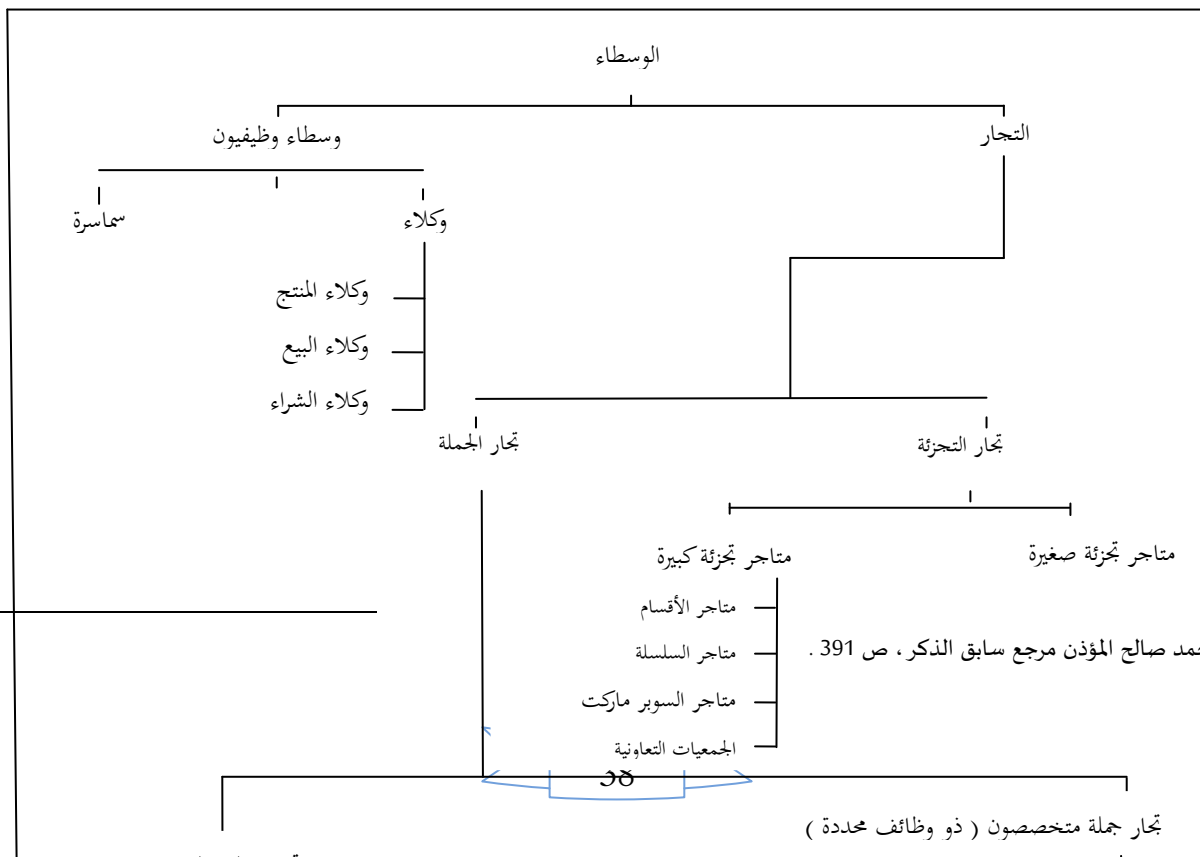 الوسطاء
التجار
وسطاء وظيفيون
وكلاء
سماسرة
وكلاء المنتج
وكلاء البيع
وكلاء الشراء
تجار التجزئة
تجار الجملة
متاجر تجزئة صغيرة
متاجر تجزئة كبيرة
متاجر الأقسام
صالح المؤذن مرجع سابق الذكر ، ص 391 .
متاجر السلسلة
متاجر السوبر ماركت
الجمعيات التعاونية
تجار جملة متخصصون ( ذو وظائف محددة )